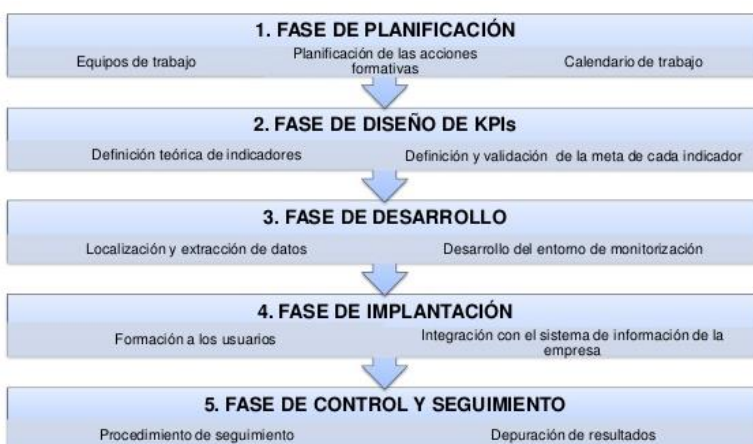 1. FASE DE PLANIFICACIÓN
Equipos de trabajo
Planificación de las acciones
formativas
Calendario de trabajo
2. FASE DE DISEÑO DE KPIs
Definición teórica de indicadores
Definición y validación de la meta de cada indicador
3. FASE DE DESARROLLO
Localización y extracción de datos
Desarrollo del entorno de monitorización
4. FASE DE IMPLANTACIÓN
Formación a los usuarios
Integración con el sistema de información de la
empresa
5. FASE DE CONTROL Y SEGUIMIENTO
Procedimiento de seguimiento
Depuración de resultados